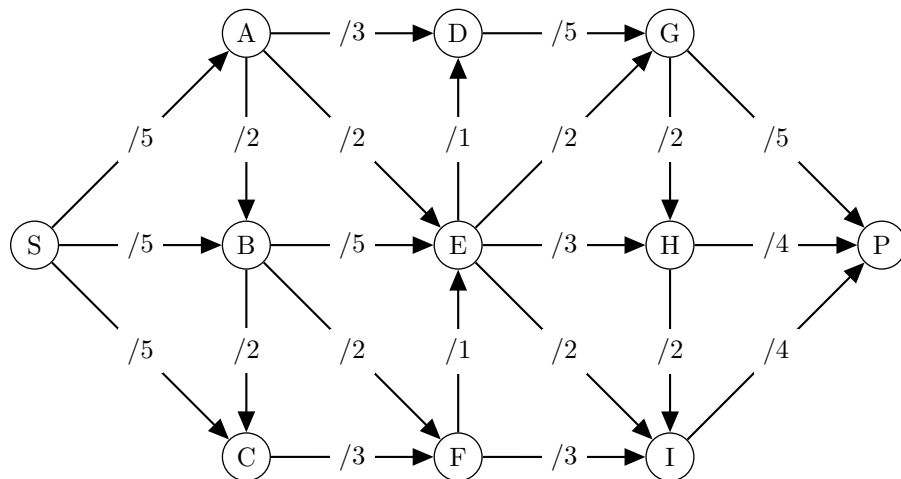 A /3 D /5 G
/5 /2 /2 /1 /2 /2 /5
S /5 B /5 E /3 H /4 P
/5 /2 /2 /1 /2 /2 /4
C /3 F /3 I